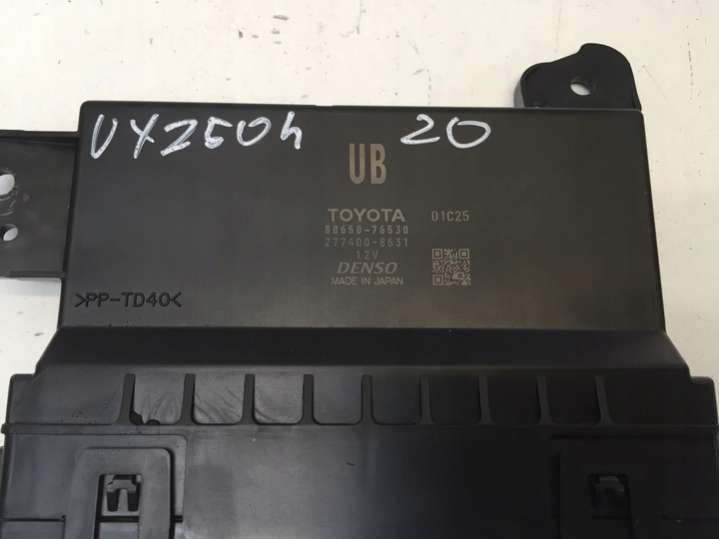 UX250h 20
UB
TOYOTA 01C25
88650-76530
277400-8631
12V
DENSO
MADE IN JAPAN
>PP-TD40<